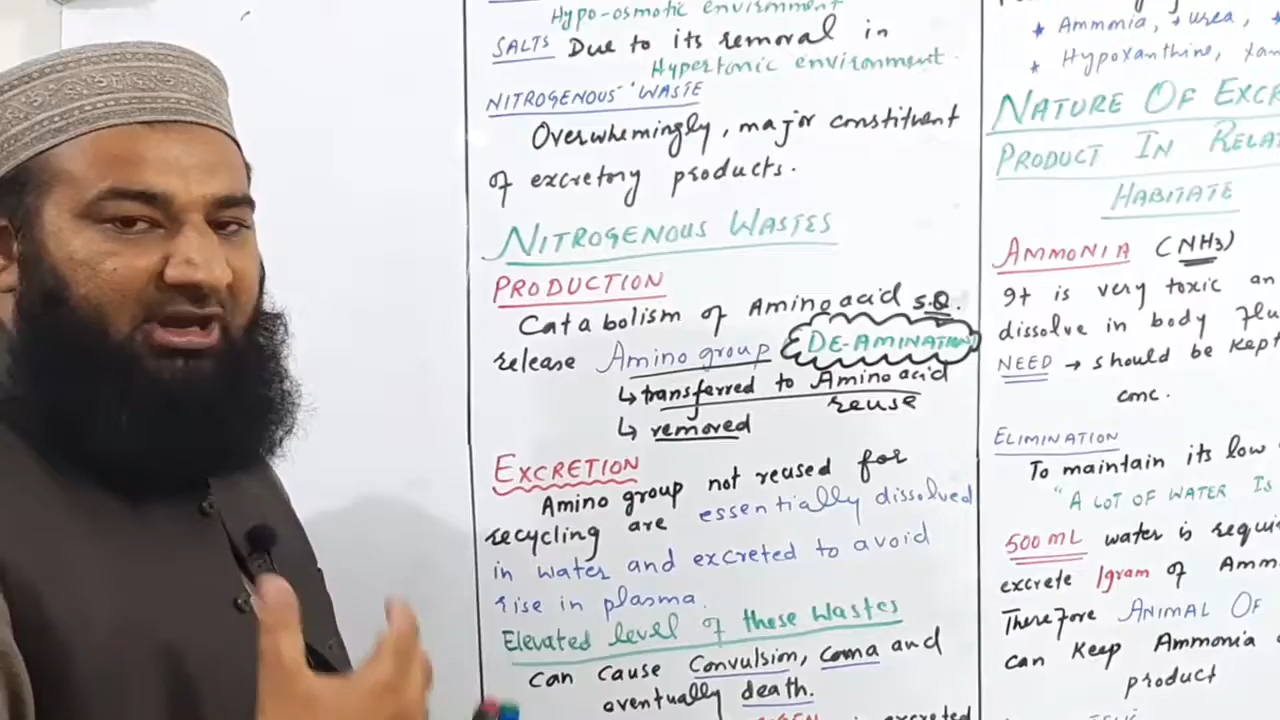 Hypo-osmotic envirnment
SALTS Due to its removal in
Hypertonic environment.
NITROGENOUS WASTE
Overwhemingly, major constituent
of excretory products.
NITROGENOUS WASTES
PRODUCTION
Catabolism of Amino acid S.Q.
release Amino group DE-AMINATION
↳ transferred to Amino acid
reuse
↳ removed
EXCRETION
Amino group not reused for
recycling are essentially dissolved
in water and excreted to avoid
rise in plasma.
Elevated level of these Wastes
can cause Convulsion, Coma and
eventually death.
excreted
★ Ammonia, urea,
★ Hypoxanthine, xan
NATURE OF EXCR
PRODUCT IN RELA
HABITATE
AMMONIA (NH3)
It is very toxic an
dissolve in body flu
NEED → should be kept
conc.
ELIMINATION
To maintain its low
"A LOT OF WATER IS
500 ML water is requi
excrete 1gram of Amm
Therefore ANIMAL OF
can keep Ammonia
product